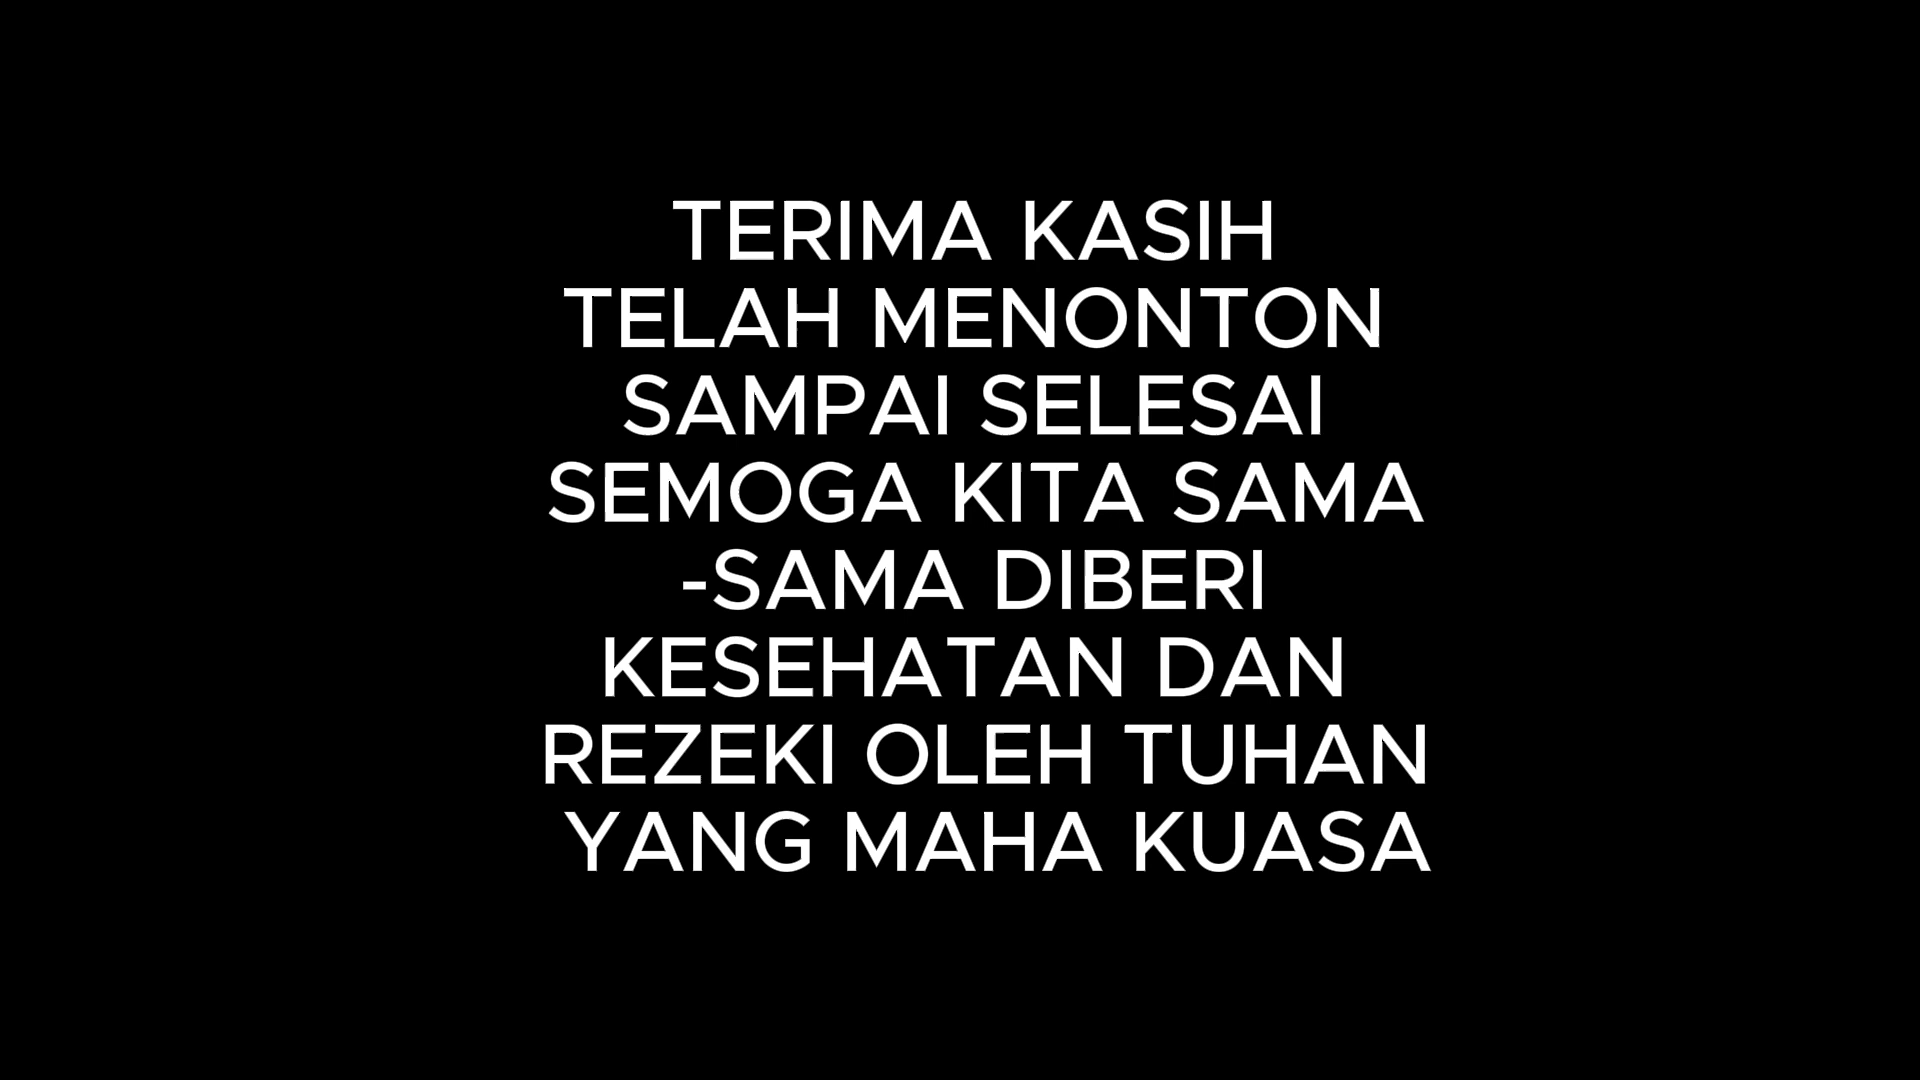 TERIMA KASIH
TELAH MENONTON
SAMPAI SELESAI
SEMOGA KITA SAMA
-SAMA DIBERI
KESEHATAN DAN
REZEKI OLEH TUHAN
YANG MAHA KUASA